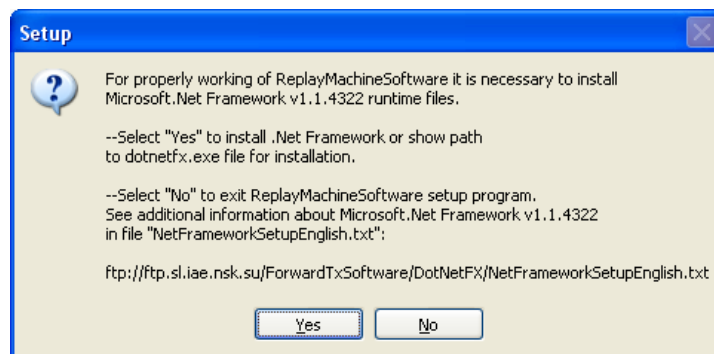 Setup
For properly working of ReplayMachineSoftware it is necessary to install
Microsoft.Net Framework v1.1.4322 runtime files.
--Select "Yes" to install .Net Framework or show path
to dotnetfx.exe file for installation.
--Select "No" to exit ReplayMachineSoftware setup program.
See additional information about Microsoft.Net Framework v1.1.4322
in file "NetFrameworkSetupEnglish.txt":
ftp://ftp.sl.iae.nsk.su/ForwardTxSoftware/DotNetFX/NetFrameworkSetupEnglish.txt
Yes
No